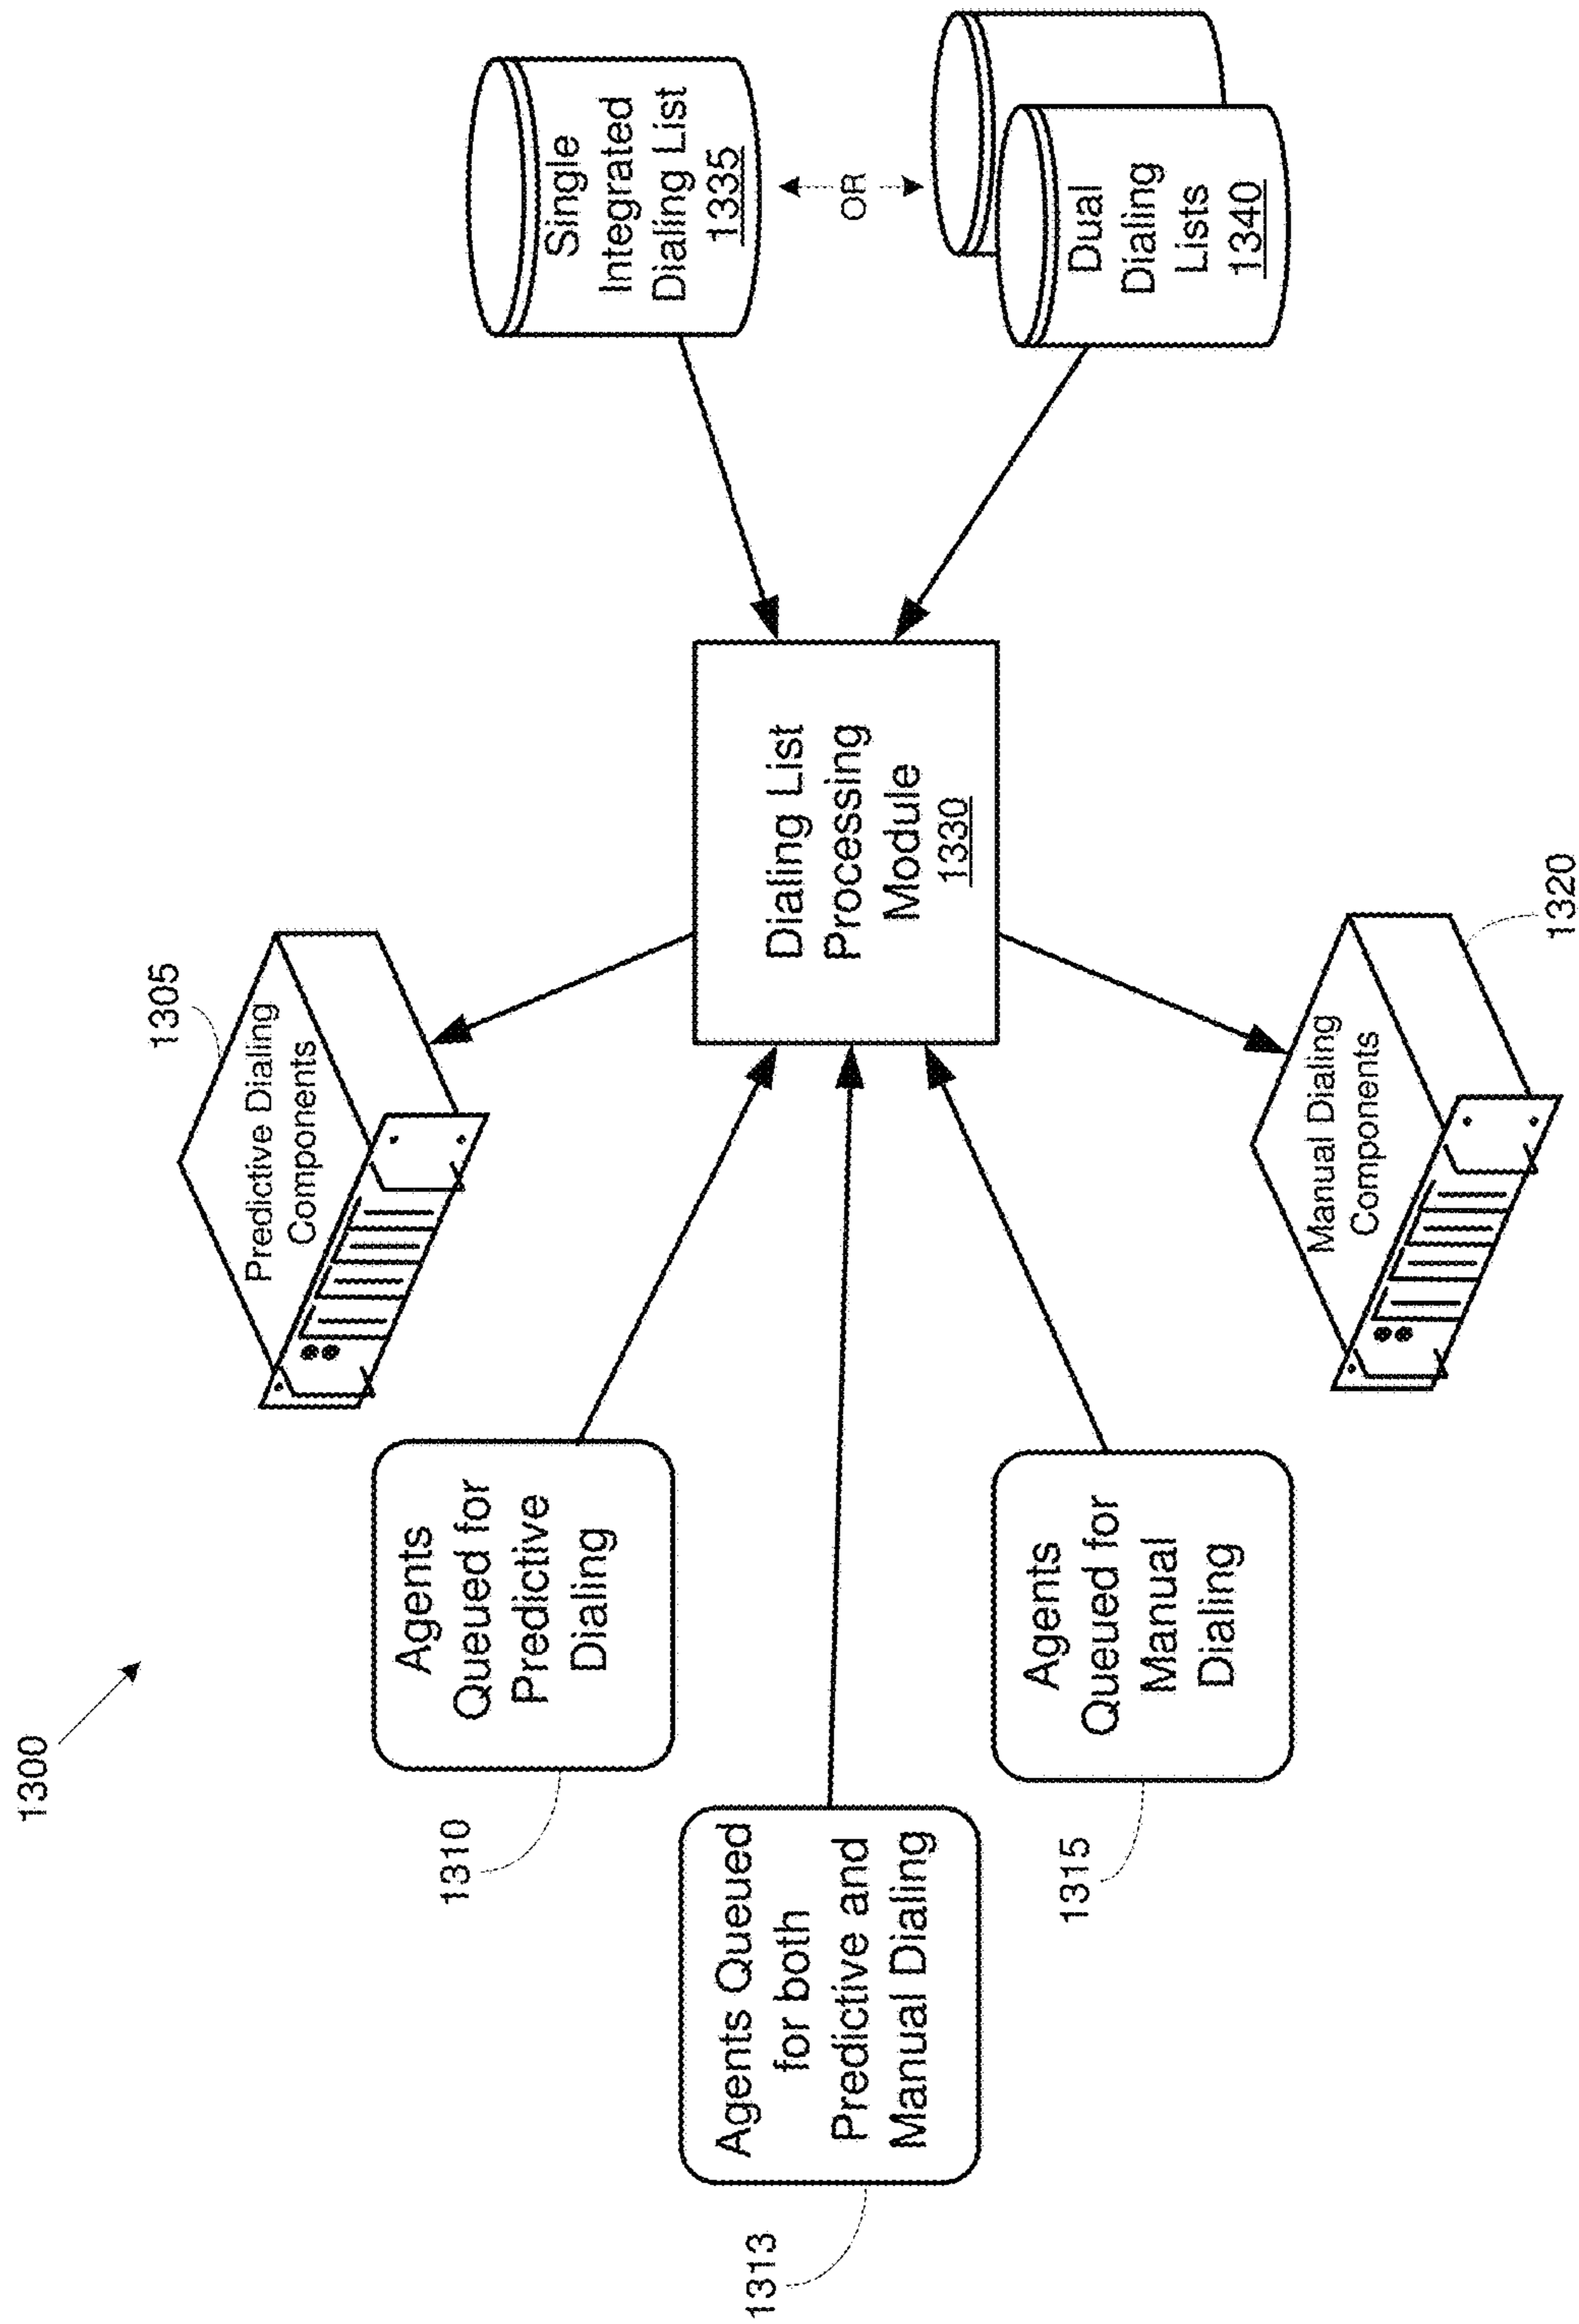 1300
1305
Predictive Dialing
Components
1310
Agents
Queued for
Predictive
Dialing
Single
Integrated
Dialing List
1335
OR
1313
Agents Queued
for both
Predictive and
Manual Dialing
Dialing List
Processing
Module
1330
Dual
Dialing
Lists
1340
1315
Agents
Queued for
Manual
Dialing
Manual Dialing
Components
1320